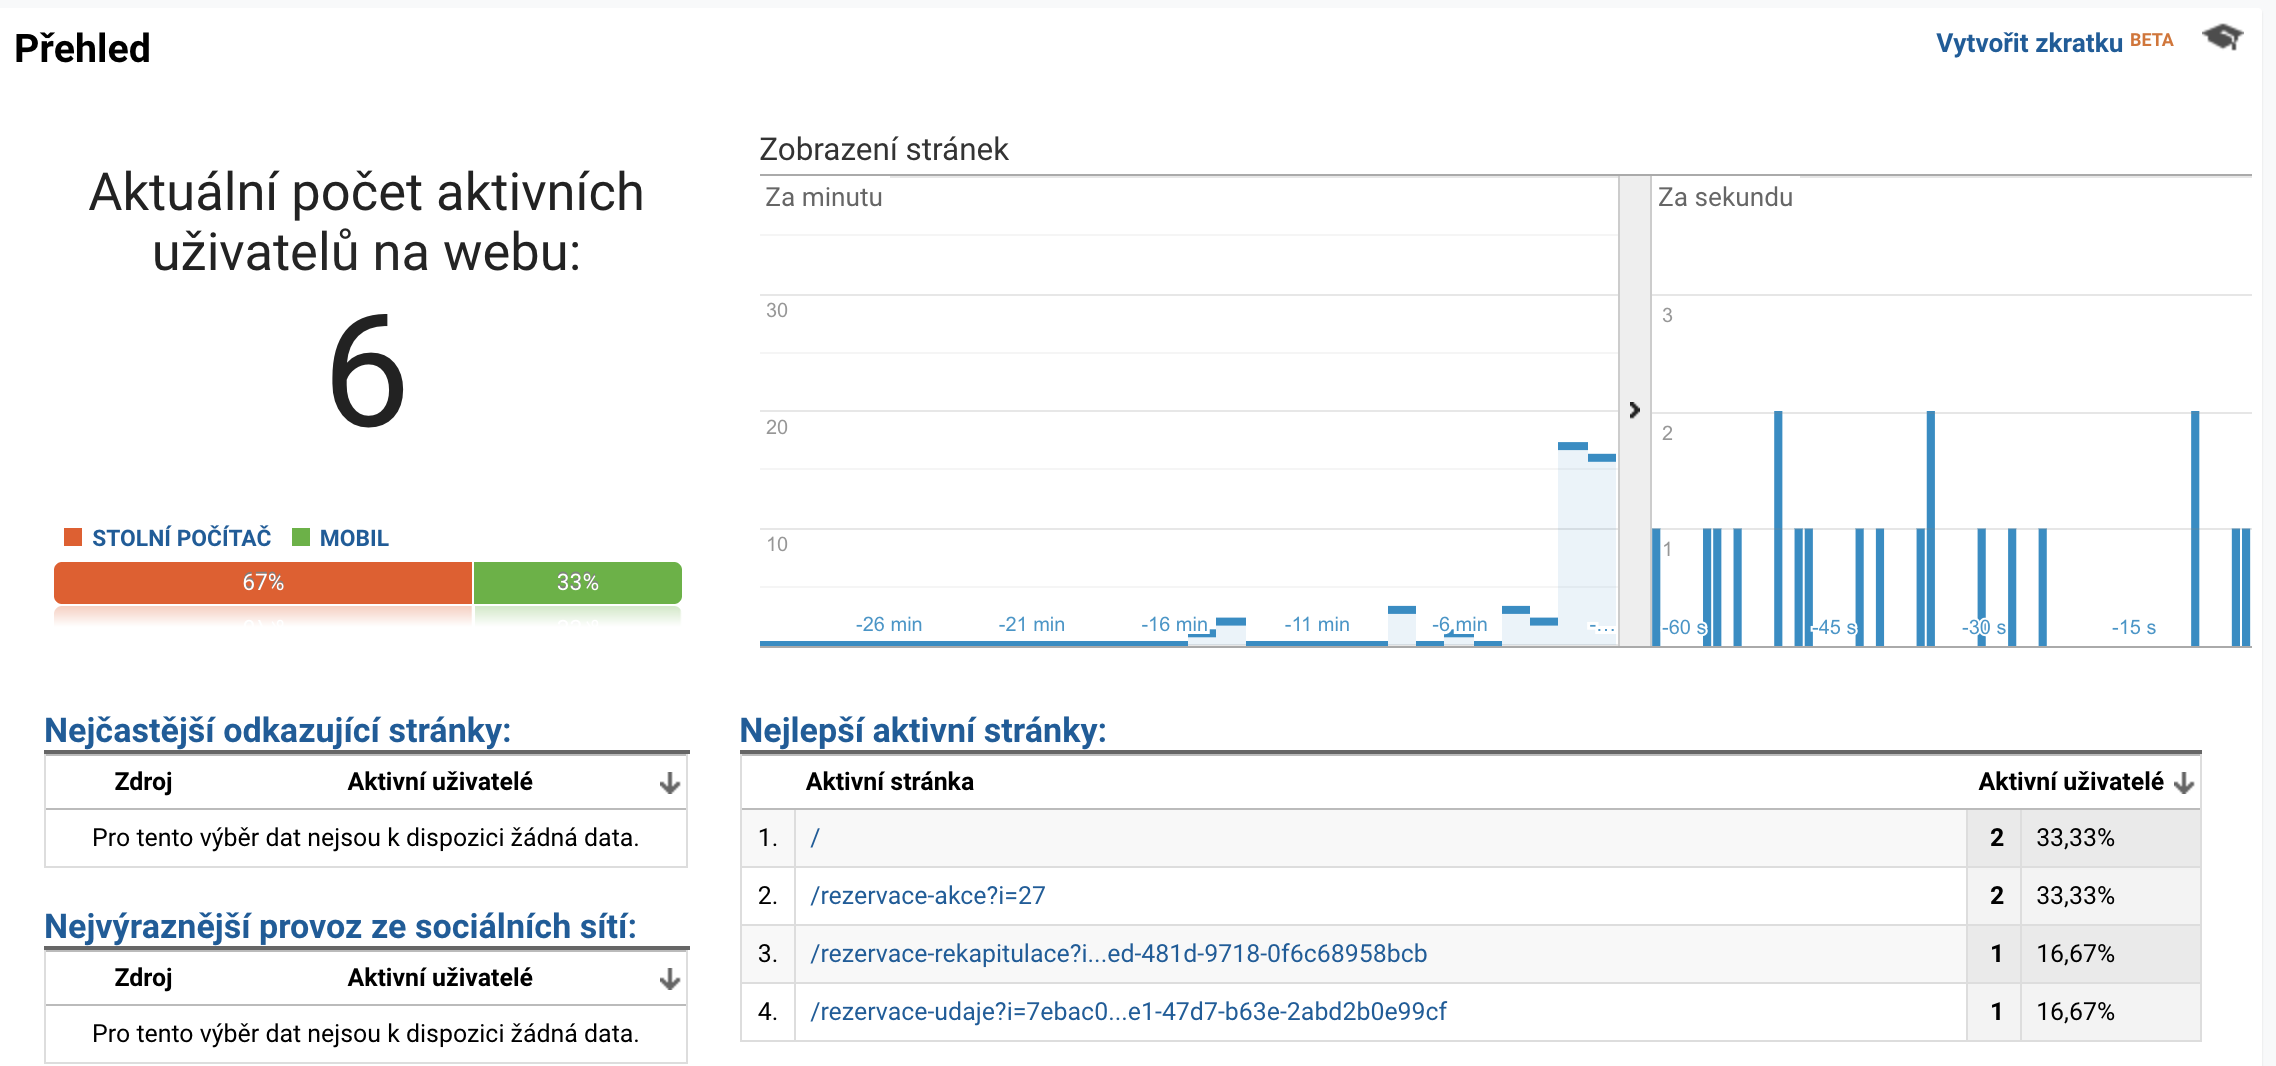 Přehled
Vytvořit zkratku BETA
Aktuální počet aktivních
uživatelů na webu:
6
STOLNÍ POČÍTAČ MOBIL
67% 33%
Zobrazení stránek
Za minutu
30
20
10
-26 min -21 min -16 min -11 min -6 min -...
Za sekundu
3
2
1
-60 s -45 s -30 s -15 s
Nejčastější odkazující stránky:
Zdroj Aktivní uživatelé
Pro tento výběr dat nejsou k dispozici žádná data.
Nejvýraznější provoz ze sociálních sítí:
Zdroj Aktivní uživatelé
Pro tento výběr dat nejsou k dispozici žádná data.
Nejlepší aktivní stránky:
Aktivní stránka Aktivní uživatelé
1. / 2 33,33%
2. /rezervace-akce?i=27 2 33,33%
3. /rezervace-rekapitulace?i...ed-481d-9718-0f6c68958bcb 1 16,67%
4. /rezervace-udaje?i=7ebac0...e1-47d7-b63e-2abd2b0e99cf 1 16,67%